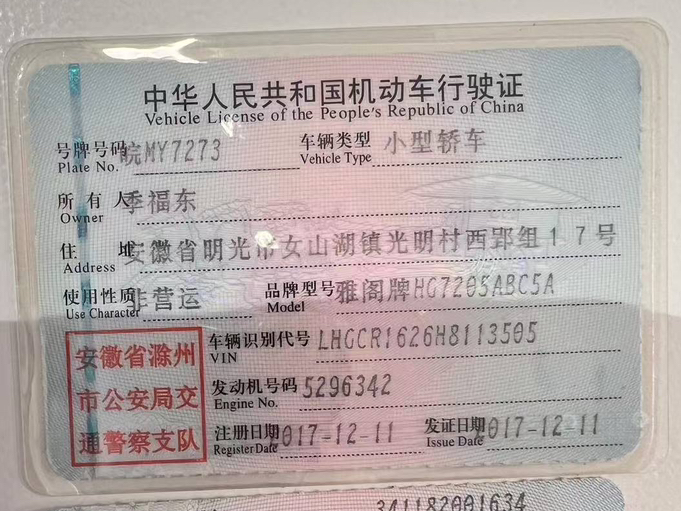 中华人民共和国机动车行驶证
Vehicle License of the People's Republic of China
号牌号码 皖MY7273 车辆类型 小型轿车
Plate No. Vehicle Type
所有人 季福东
Owner
住址 安徽省明光市女山湖镇光明村西郢组17号
Address
使用性质 非营运 品牌型号 雅阁牌HG7205ABC5A
Use Character Model
安徽省滁州
市公安局交
通警察支队
车辆识别代号 LHGCR1626H8113505
VIN
发动机号码 5296342
Engine No.
注册日期 2017-12-11 发证日期 2017-12-11
Register Date Issue Date
341182001634